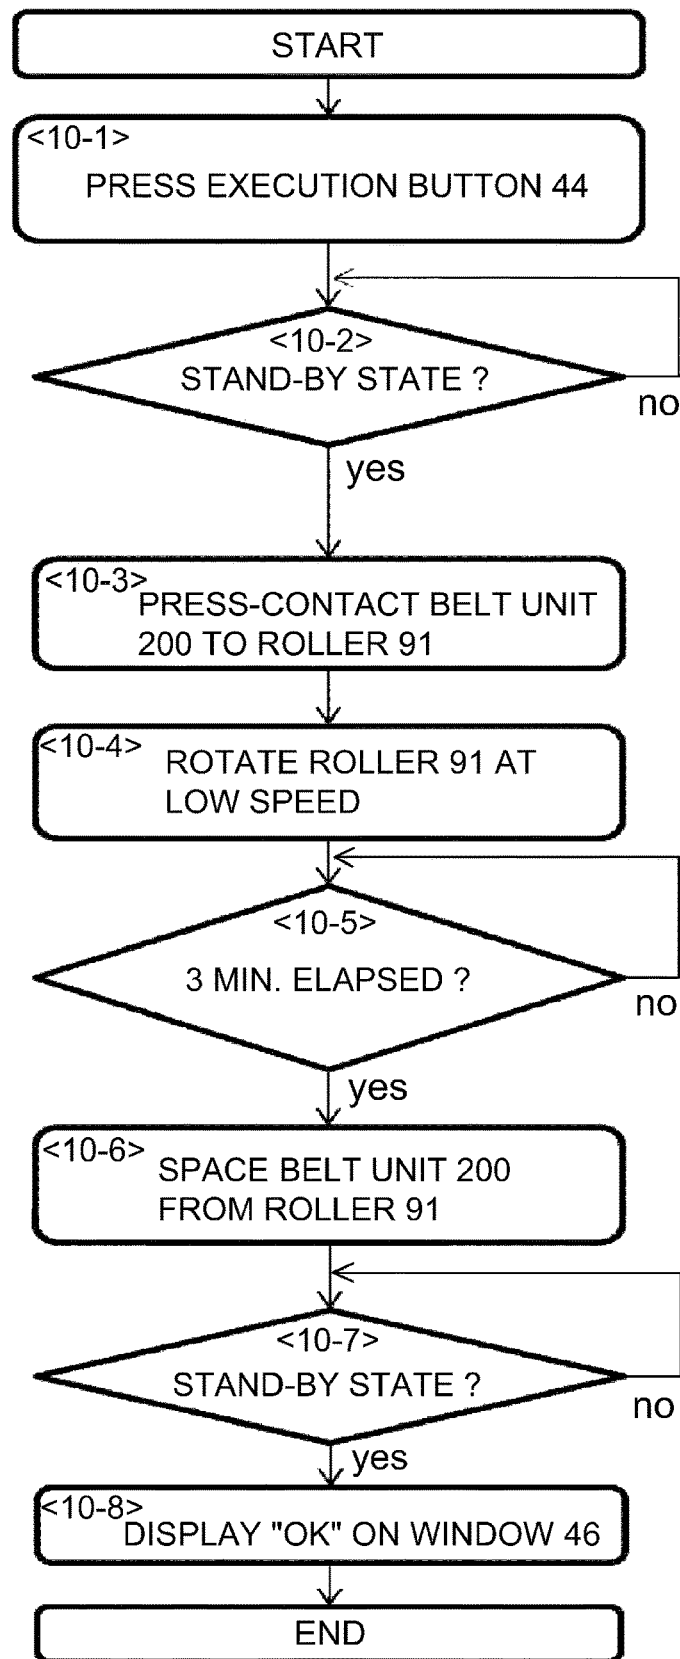 START
<10-1>
PRESS EXECUTION BUTTON 44
<10-2>
STAND-BY STATE ?
no
yes
<10-3>
PRESS-CONTACT BELT UNIT
200 TO ROLLER 91
<10-4>
ROTATE ROLLER 91 AT
LOW SPEED
<10-5>
3 MIN. ELAPSED ?
no
yes
<10-6>
SPACE BELT UNIT 200
FROM ROLLER 91
<10-7>
STAND-BY STATE ?
no
yes
<10-8>
DISPLAY "OK" ON WINDOW 46
END